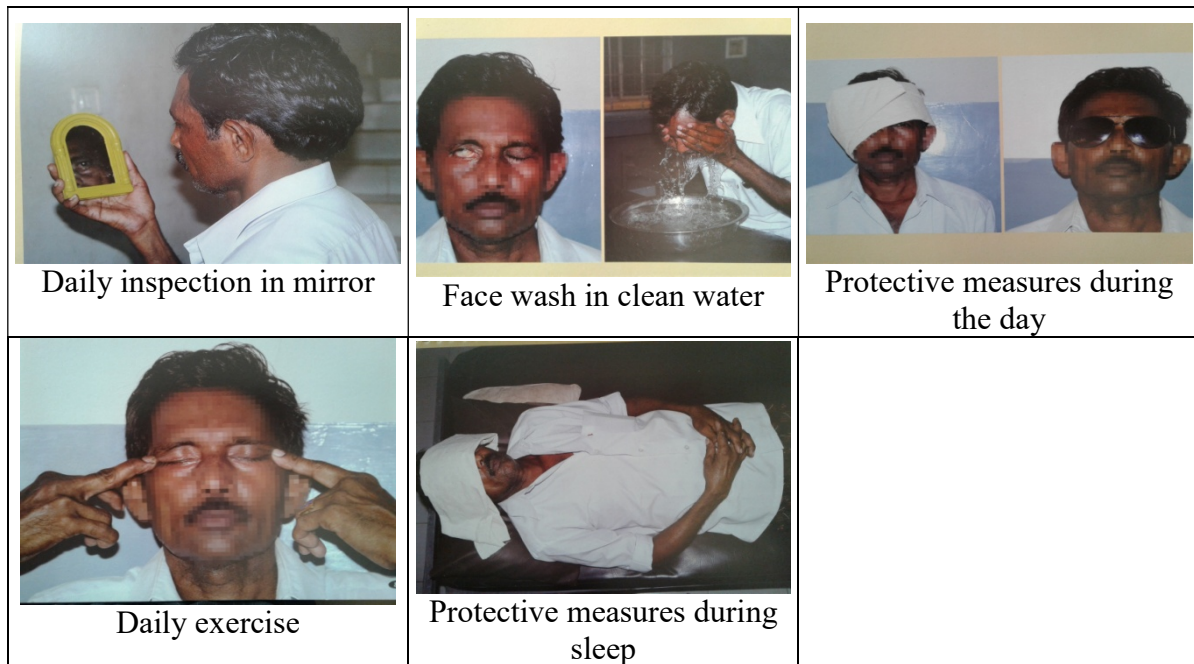 Daily inspection in mirror
Face wash in clean water
Protective measures during
the day
Daily exercise
Protective measures during
sleep